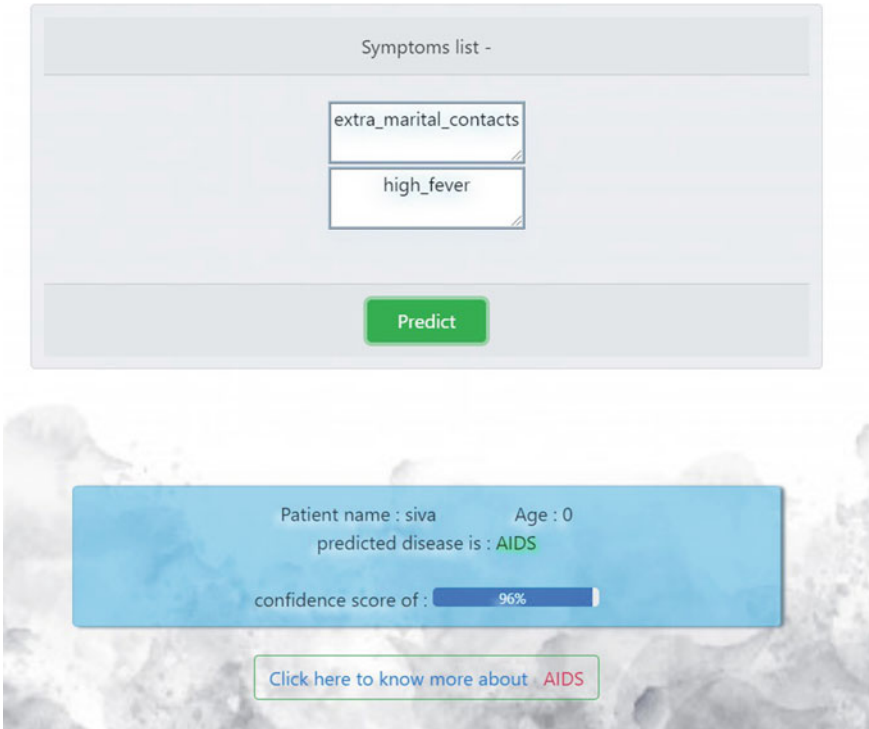 Symptoms list -
extra_marital_contacts
high_fever
Predict
Patient name : siva Age : 0
predicted disease is : AIDS
confidence score of : 96%
Click here to know more about AIDS